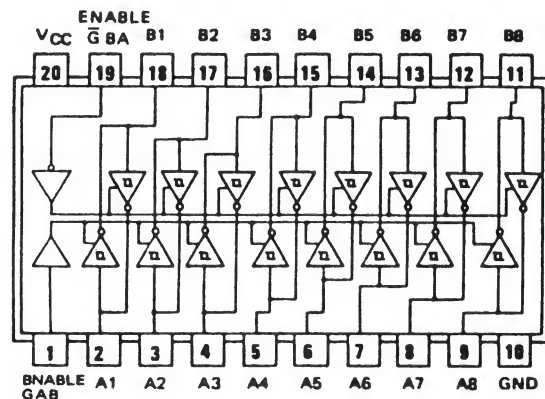 ENABLE
VCC G̅ BA B1 B2 B3 B4 B5 B6 B7 B8
20 19 18 17 16 15 14 13 12 11
1 2 3 4 5 6 7 8 9 10
BNABLE A1 A2 A3 A4 A5 A6 A7 A8 GND
GAB